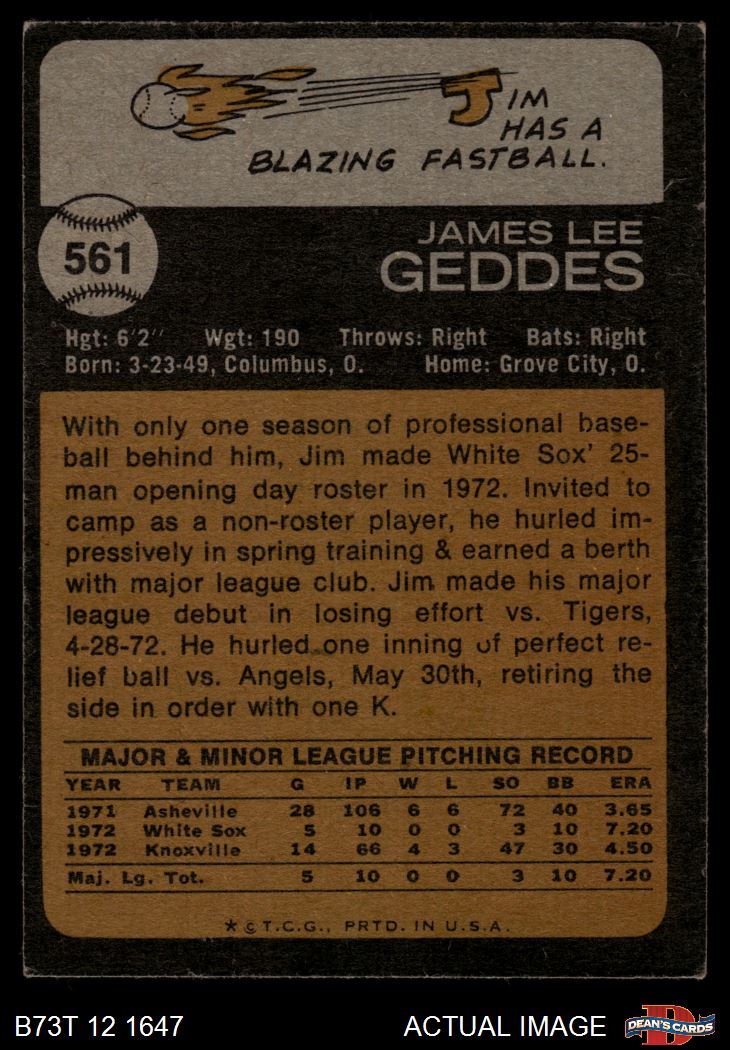 JIM
HAS A
BLAZING FASTBALL.
561
JAMES LEE
GEDDES
Hgt: 6'2" Wgt: 190 Throws: Right Bats: Right
Born: 3-23-49, Columbus, O. Home: Grove City, O.
With only one season of professional base-
ball behind him, Jim made White Sox' 25-
man opening day roster in 1972. Invited to
camp as a non-roster player, he hurled im-
pressively in spring training & earned a berth
with major league club. Jim made his major
league debut in losing effort vs. Tigers,
4-28-72. He hurled one inning of perfect re-
lief ball vs. Angels, May 30th, retiring the
side in order with one K.
MAJOR & MINOR LEAGUE PITCHING RECORD
YEAR TEAM G IP W L SO BB ERA
1971 Asheville 28 106 6 6 72 40 3.65
1972 White Sox 5 10 0 0 3 10 7.20
1972 Knoxville 14 66 4 3 47 30 4.50
Maj. Lg. Tot. 5 10 0 0 3 10 7.20
*©T.C.G., PRTD. IN U.S.A.
B73T 12 1647 ACTUAL IMAGE D DEAN'S CARDS